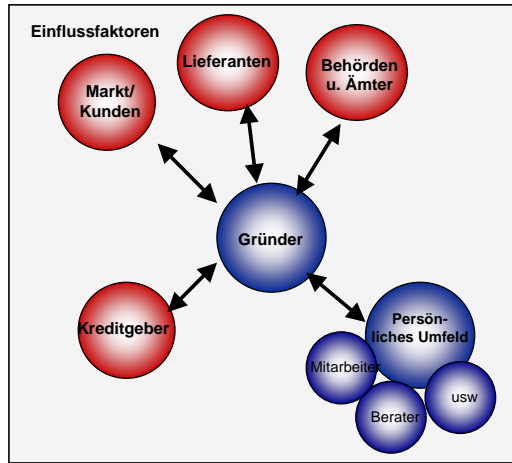 Einflussfaktoren
Lieferanten
Behörden
u. Ämter
Markt/
Kunden
Gründer
Kreditgeber
Persön-
liches Umfeld
Mitarbeiter
Berater
usw